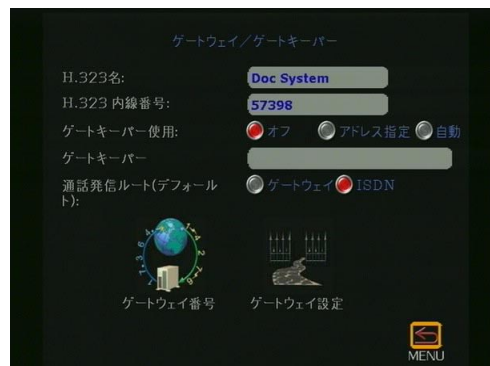 ゲートウェイ/ゲートキーパー
H.323名:
Doc System
H.323 内線番号:
57398
ゲートキーパー使用:
オフ アドレス指定 自動
ゲートキーパー
通話発信ルート(デフォール
ト):
ゲートウェイ ISDN
ゲートウェイ番号 ゲートウェイ設定
MENU